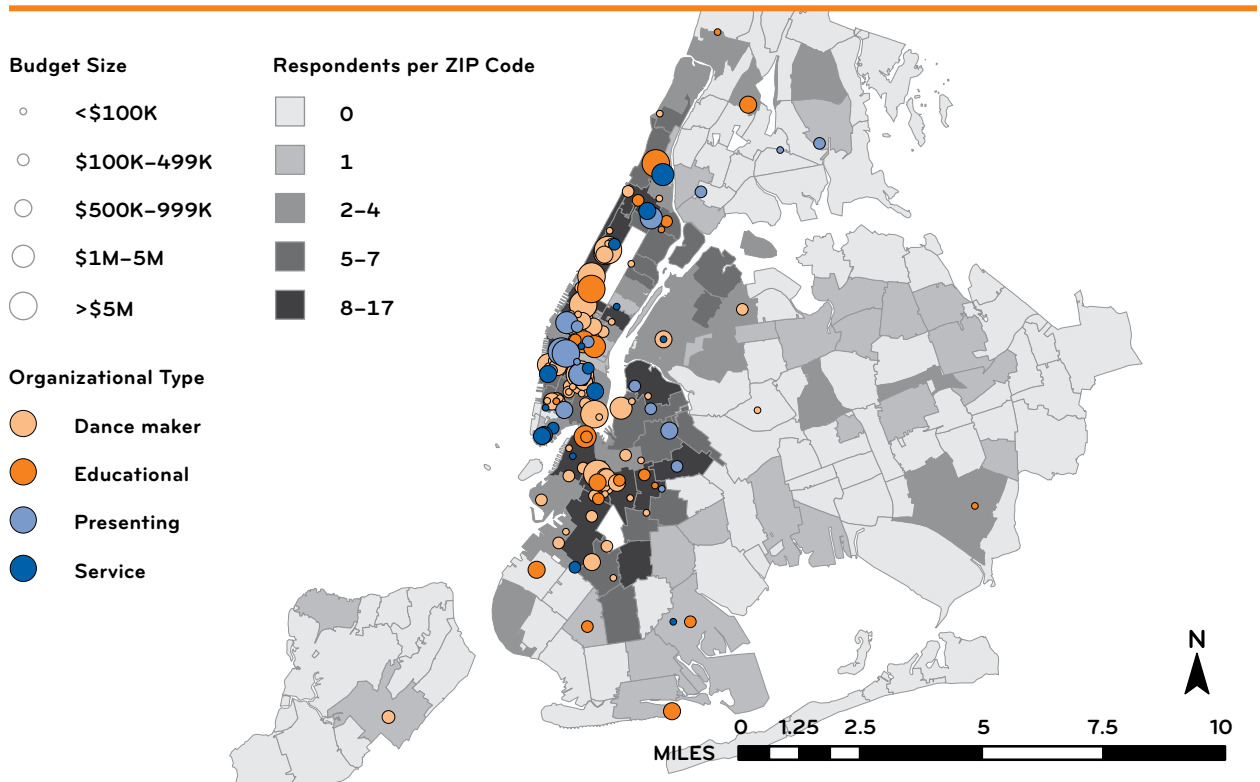 Budget Size
<$100K
$100K–499K
$500K–999K
$1M–5M
>$5M
Respondents per ZIP Code
0
1
2–4
5–7
8–17
Organizational Type
Dance maker
Educational
Presenting
Service
N
0 1.25 2.5 5 7.5 10
MILES